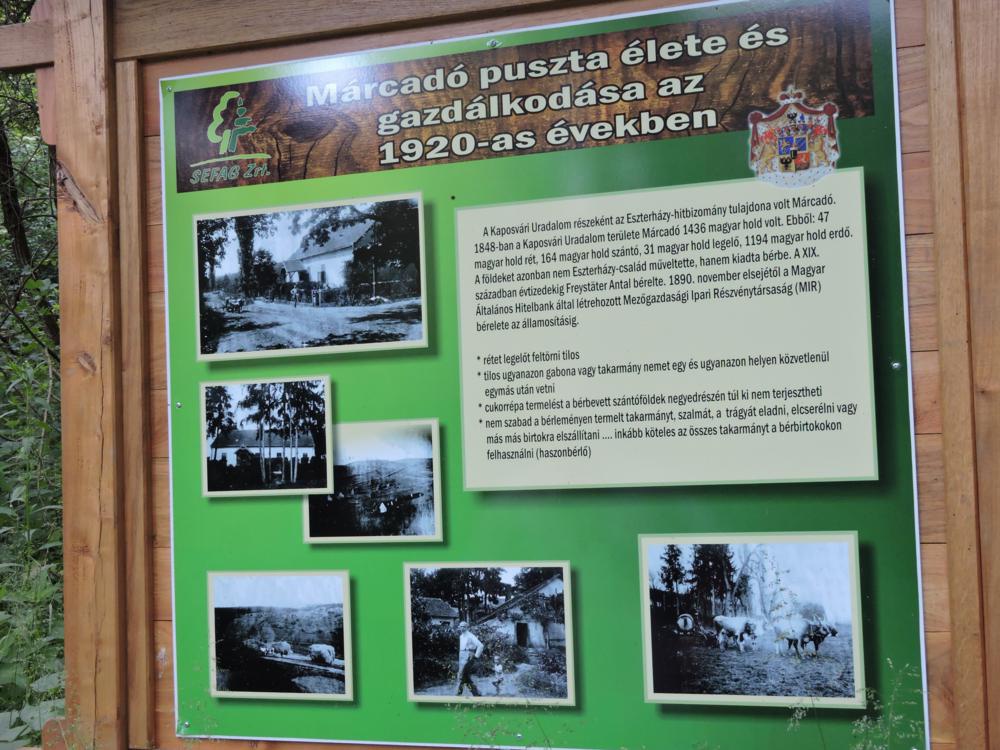 Márcadó puszta élete és
gazdálkodása az
1920-as években
SEFAG Zrt.
A Kaposvári Uradalom részeként az Eszterházy-hitbizomány tulajdona volt Márcadó.
1848-ban a Kaposvári Uradalom területe Márcadó 1436 magyar hold volt. Ebből: 47
magyar hold rét, 164 magyar hold szántó, 31 magyar hold legelő, 1194 magyar hold erdő.
A földeket azonban nem Eszterházy-család műveltette, hanem kiadta bérbe. A XIX.
században évtizedekig Freystäter Antal bérelte. 1890. november elsejétől a Magyar
Általános Hitelbank által létrehozott Mezőgazdasági Ipari Részvénytársaság (MIR)
bérelete az államosításig.
* rétet legelőt feltörni tilos
* tilos ugyanazon gabona vagy takarmány nemet egy és ugyanazon helyen közvetlenül
egymás után vetni
* cukorrépa termelést a bérbevett szántóföldek negyedrészén túl ki nem terjesztheti
* nem szabad a bérleményen termelt takarmányt, szalmát, a trágyát eladni, elcserélni vagy
más más birtokra elszállítani .... inkább köteles az összes takarmányt a bérbirtokokon
felhasználni (haszonbérlő)